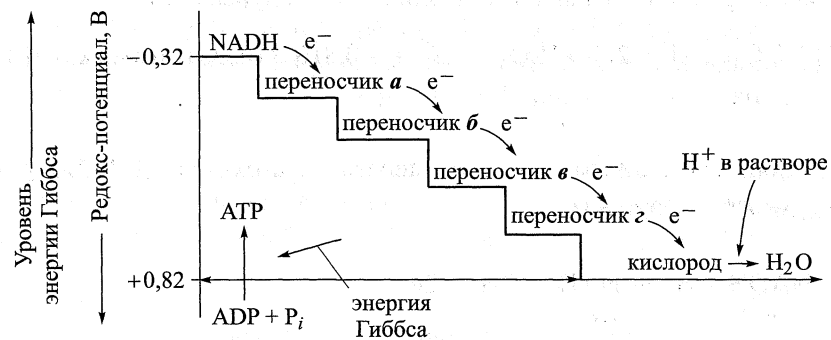 Уровень
энергии Гиббса
Редокс-потенциал, В
−0,32
NADH e⁻
переносчик а e⁻
переносчик б e⁻
переносчик в e⁻
переносчик г e⁻
H⁺ в растворе
кислород → H₂O
ATP
+0,82
ADP + Pᵢ
энергия
Гиббса